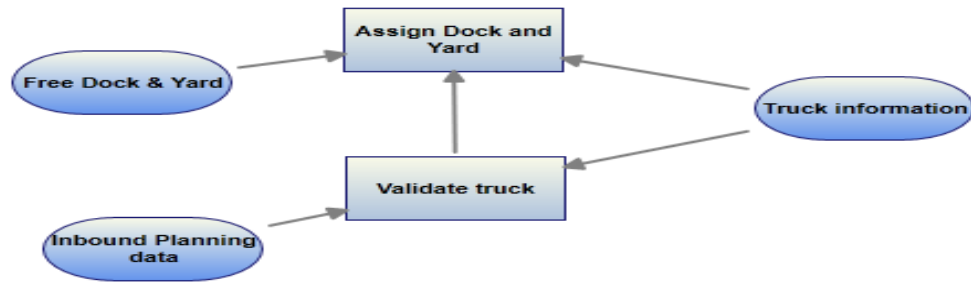 Assign Dock and
Yard
Free Dock & Yard
Truck information
Validate truck
Inbound Planning
data